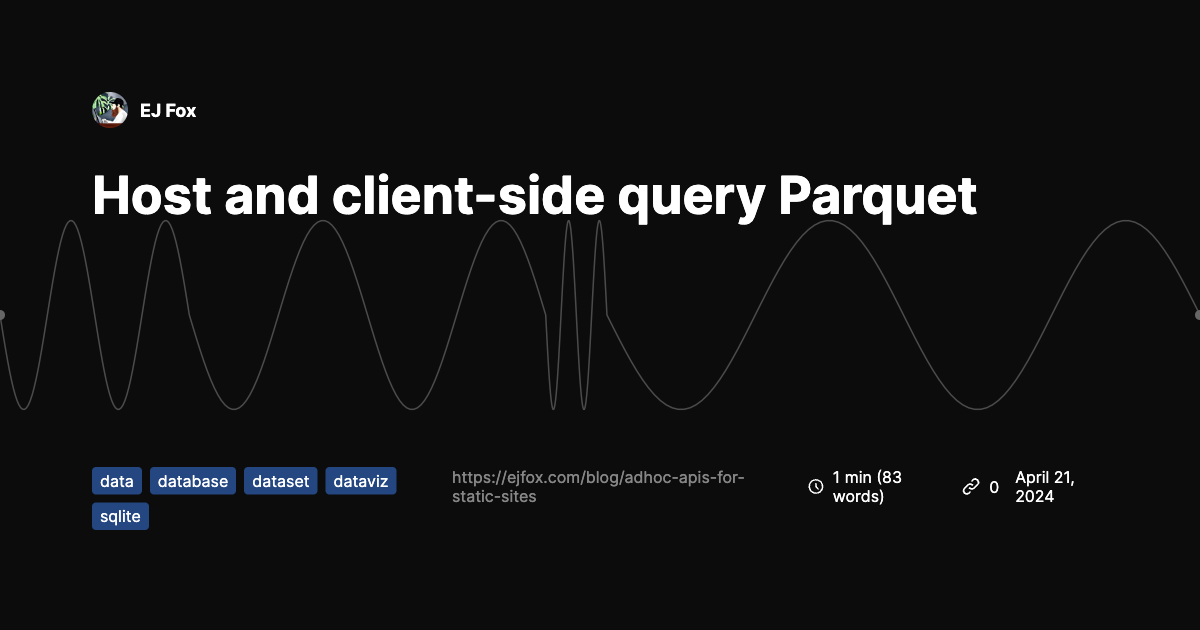 EJ Fox
Host and client-side query Parquet
data database dataset dataviz
sqlite
https://ejfox.com/blog/adhoc-apis-for-
static-sites
1 min (83
words)
0
April 21,
2024